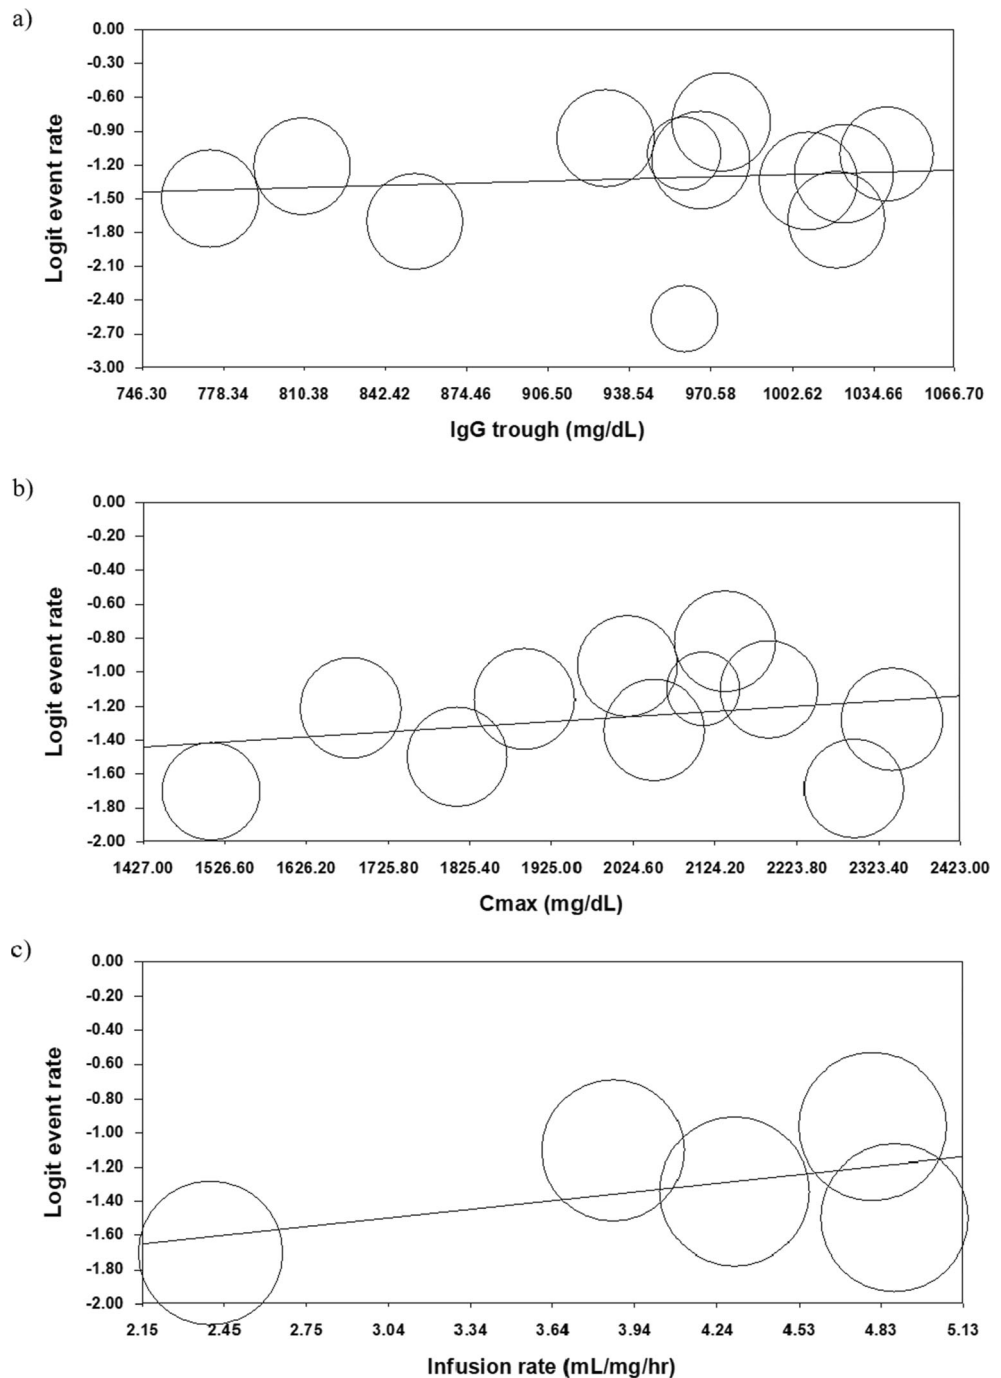 a)
0.00
-0.30
-0.60
-0.90
-1.20
-1.50
-1.80
-2.10
-2.40
-2.70
-3.00
Logit event rate
746.30 778.34 810.38 842.42 874.46 906.50 938.54 970.58 1002.62 1034.66 1066.70
IgG trough (mg/dL)
b)
0.00
-0.20
-0.40
-0.60
-0.80
-1.00
-1.20
-1.40
-1.60
-1.80
-2.00
Logit event rate
1427.00 1526.60 1626.20 1725.80 1825.40 1925.00 2024.60 2124.20 2223.80 2323.40 2423.00
Cmax (mg/dL)
c)
0.00
-0.20
-0.40
-0.60
-0.80
-1.00
-1.20
-1.40
-1.60
-1.80
-2.00
Logit event rate
2.15 2.45 2.75 3.04 3.34 3.64 3.94 4.24 4.53 4.83 5.13
Infusion rate (mL/mg/hr)